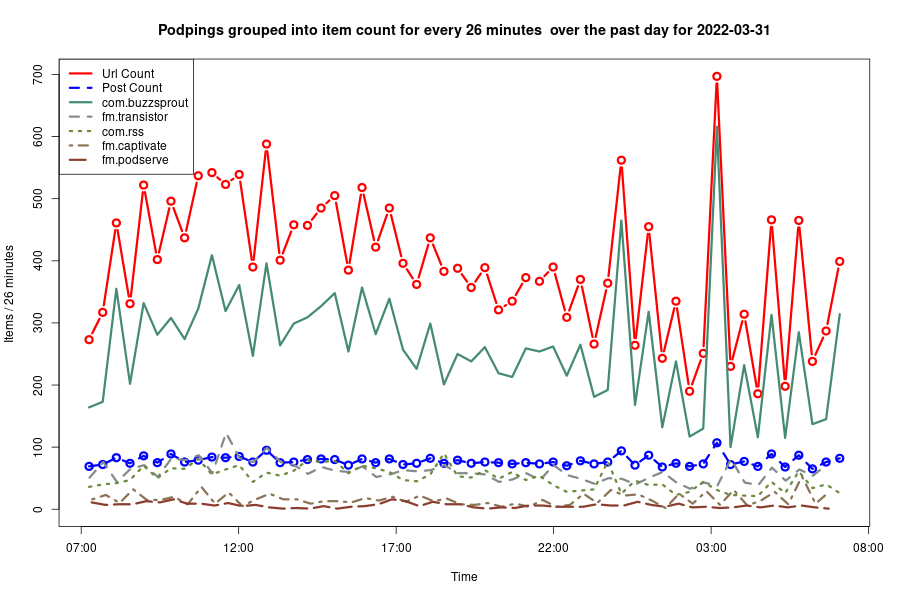 Podpings grouped into item count for every 26 minutes  over the past day for 2022-03-31
Url Count
Post Count
com.buzzsprout
fm.transistor
com.rss
fm.captivate
fm.podserve
Items / 26 minutes
700
600
500
400
300
200
100
0
07:00 12:00 17:00 22:00 03:00 08:00
Time